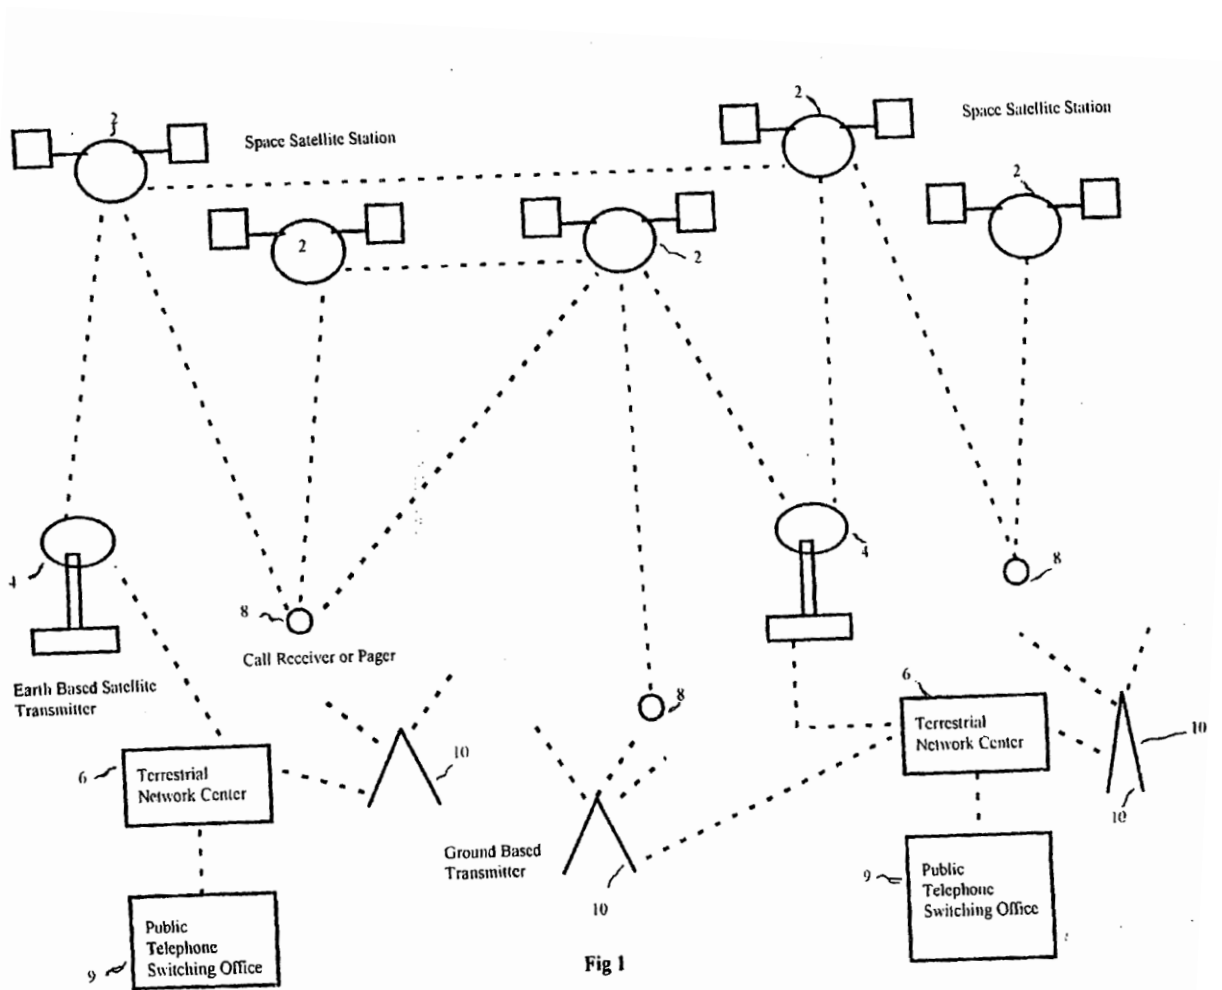 2
2
Space Satellite Station
Space Satellite Station
2
2
2
4
4
8
8
Call Receiver or Pager
Earth Based Satellite
Transmitter
8
6
Terrestrial
Network Center
10
6
Terrestrial
Network Center
10
10
Ground Based
Transmitter
10
9
Public
Telephone
Switching Office
9
Public
Telephone
Switching Office
Fig 1